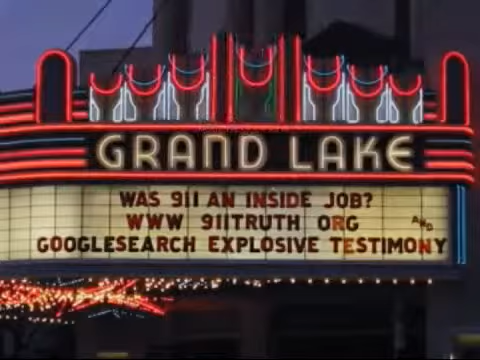 GRAND LAKE
WAS 911 AN INSIDE JOB?
WWW 911TRUTH ORG AND
GOOGLESEARCH EXPLOSIVE TESTIMONY